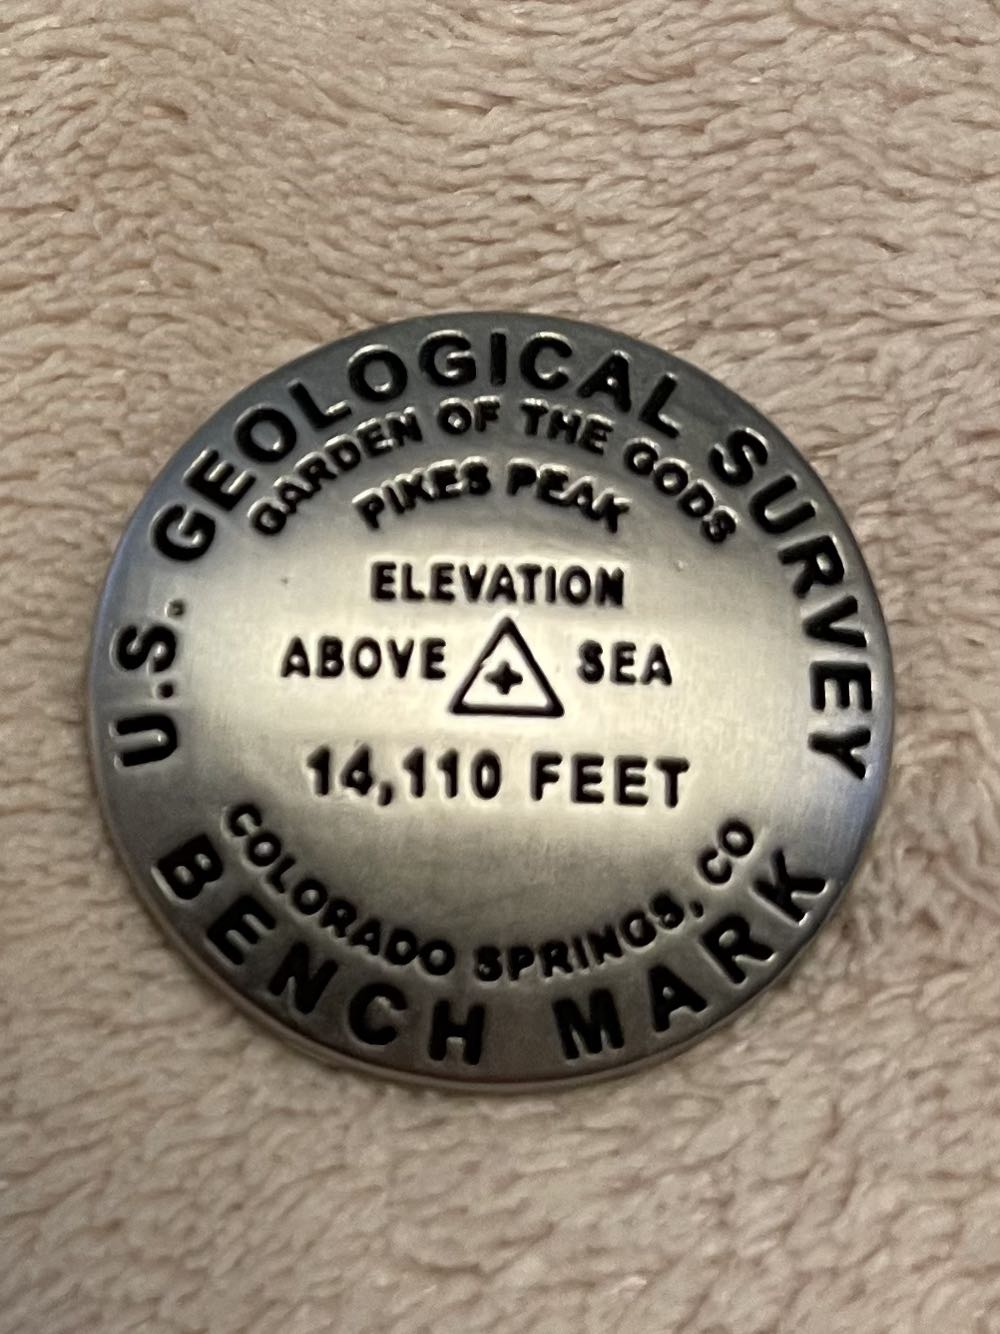 U.S. GEOLOGICAL SURVEY
GARDEN OF THE GODS
PIKES PEAK
ELEVATION
ABOVE SEA
14,110 FEET
COLORADO SPRINGS, CO
BENCH MARK